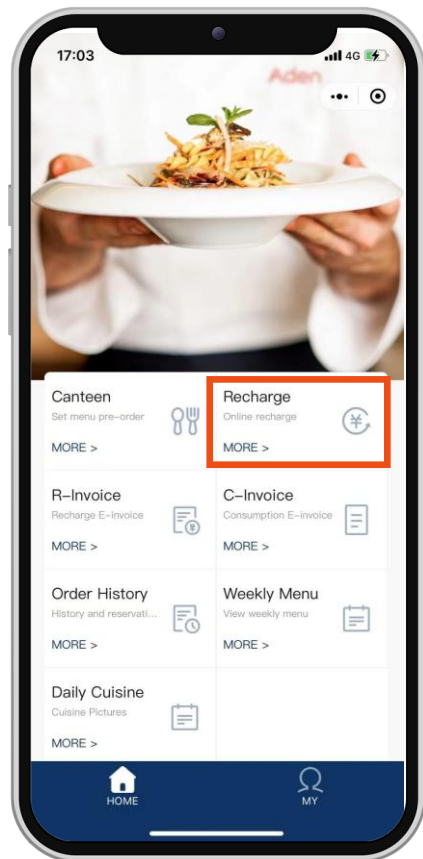 17:03
4G
Aden
Canteen
Set menu pre-order
MORE >
Recharge
Online recharge
MORE >
R-Invoice
Recharge E-invoice
MORE >
C-Invoice
Consumption E-invoice
MORE >
Order History
History and reservati...
MORE >
Weekly Menu
View weekly menu
MORE >
Daily Cuisine
Cuisine Pictures
MORE >
HOME
MY